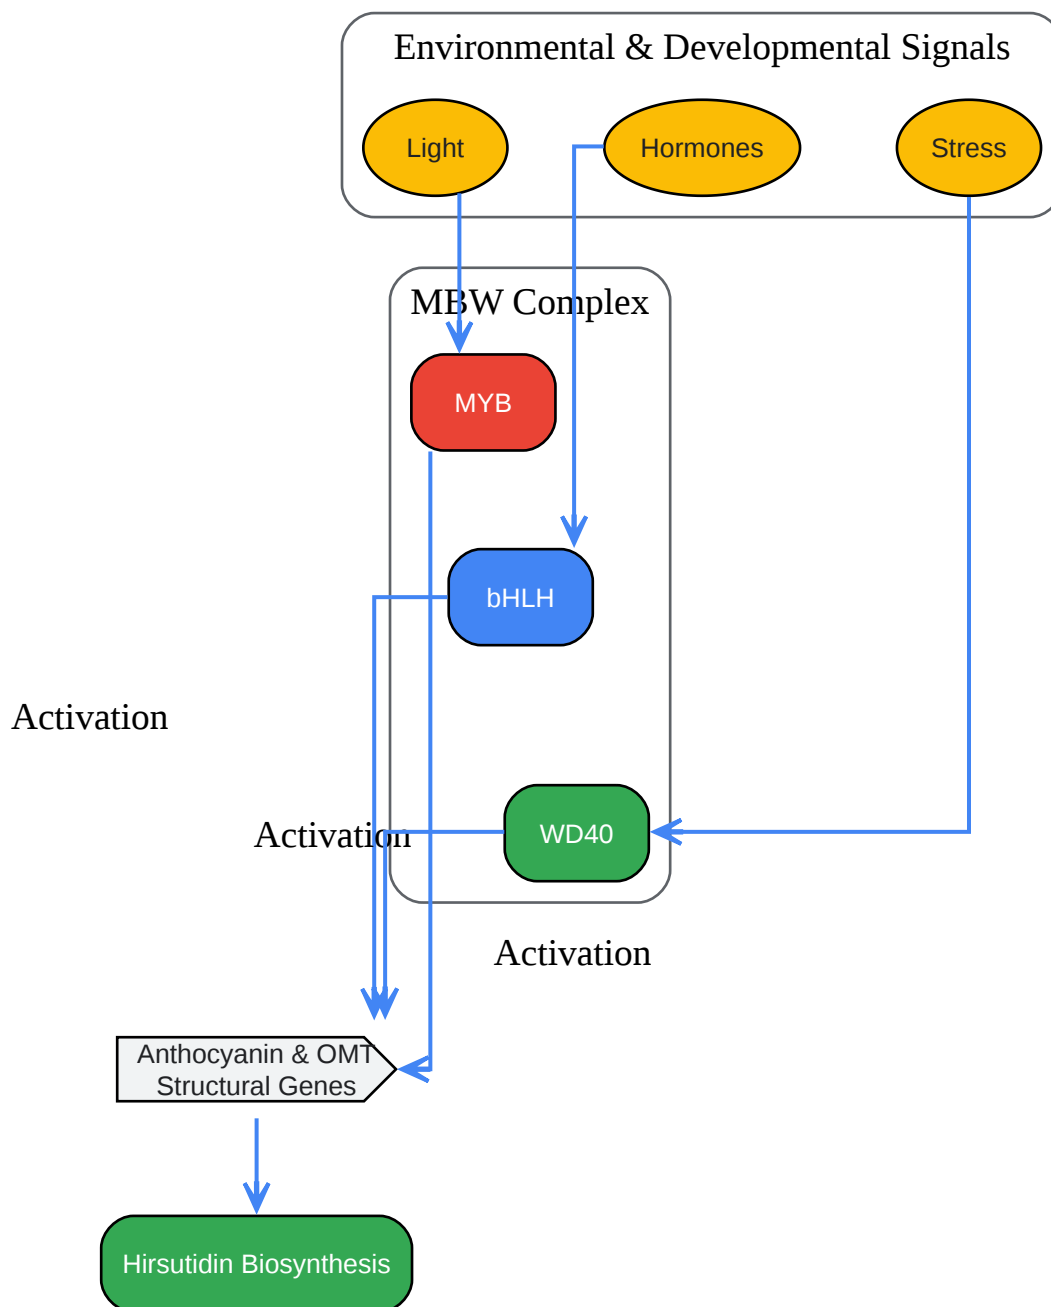 Environmental & Developmental Signals
Light
Hormones
Stress
MBW Complex
MYB
bHLH
Activation
Activation
WD40
Activation
Anthocyanin & OMT
Structural Genes
Hirsutidin Biosynthesis